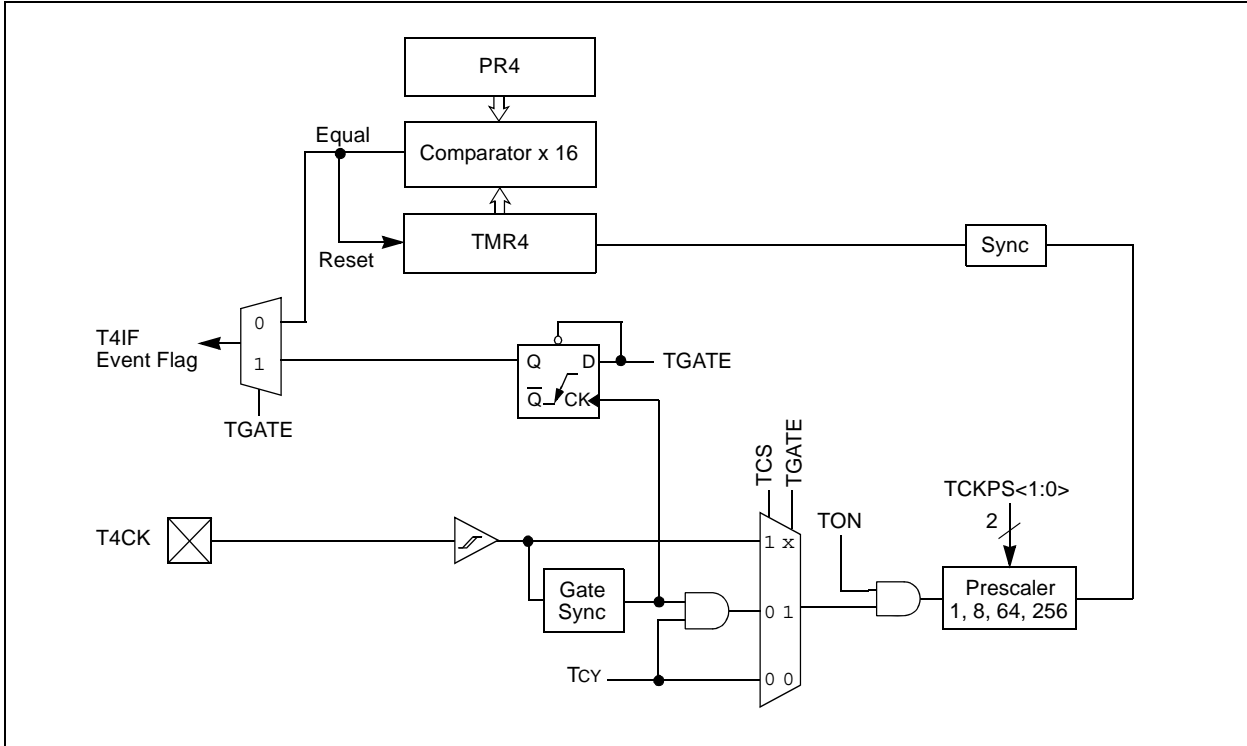 PR4
Equal
Comparator x 16
TMR4
Reset
Sync
0
1
T4IF
Event Flag
TGATE
Q
D
Q̅
CK
TGATE
TCS
TGATE
TCKPS<1:0>
2
TON
T4CK
1 x
Gate
Sync
0 1
Prescaler
1, 8, 64, 256
TCY
0 0